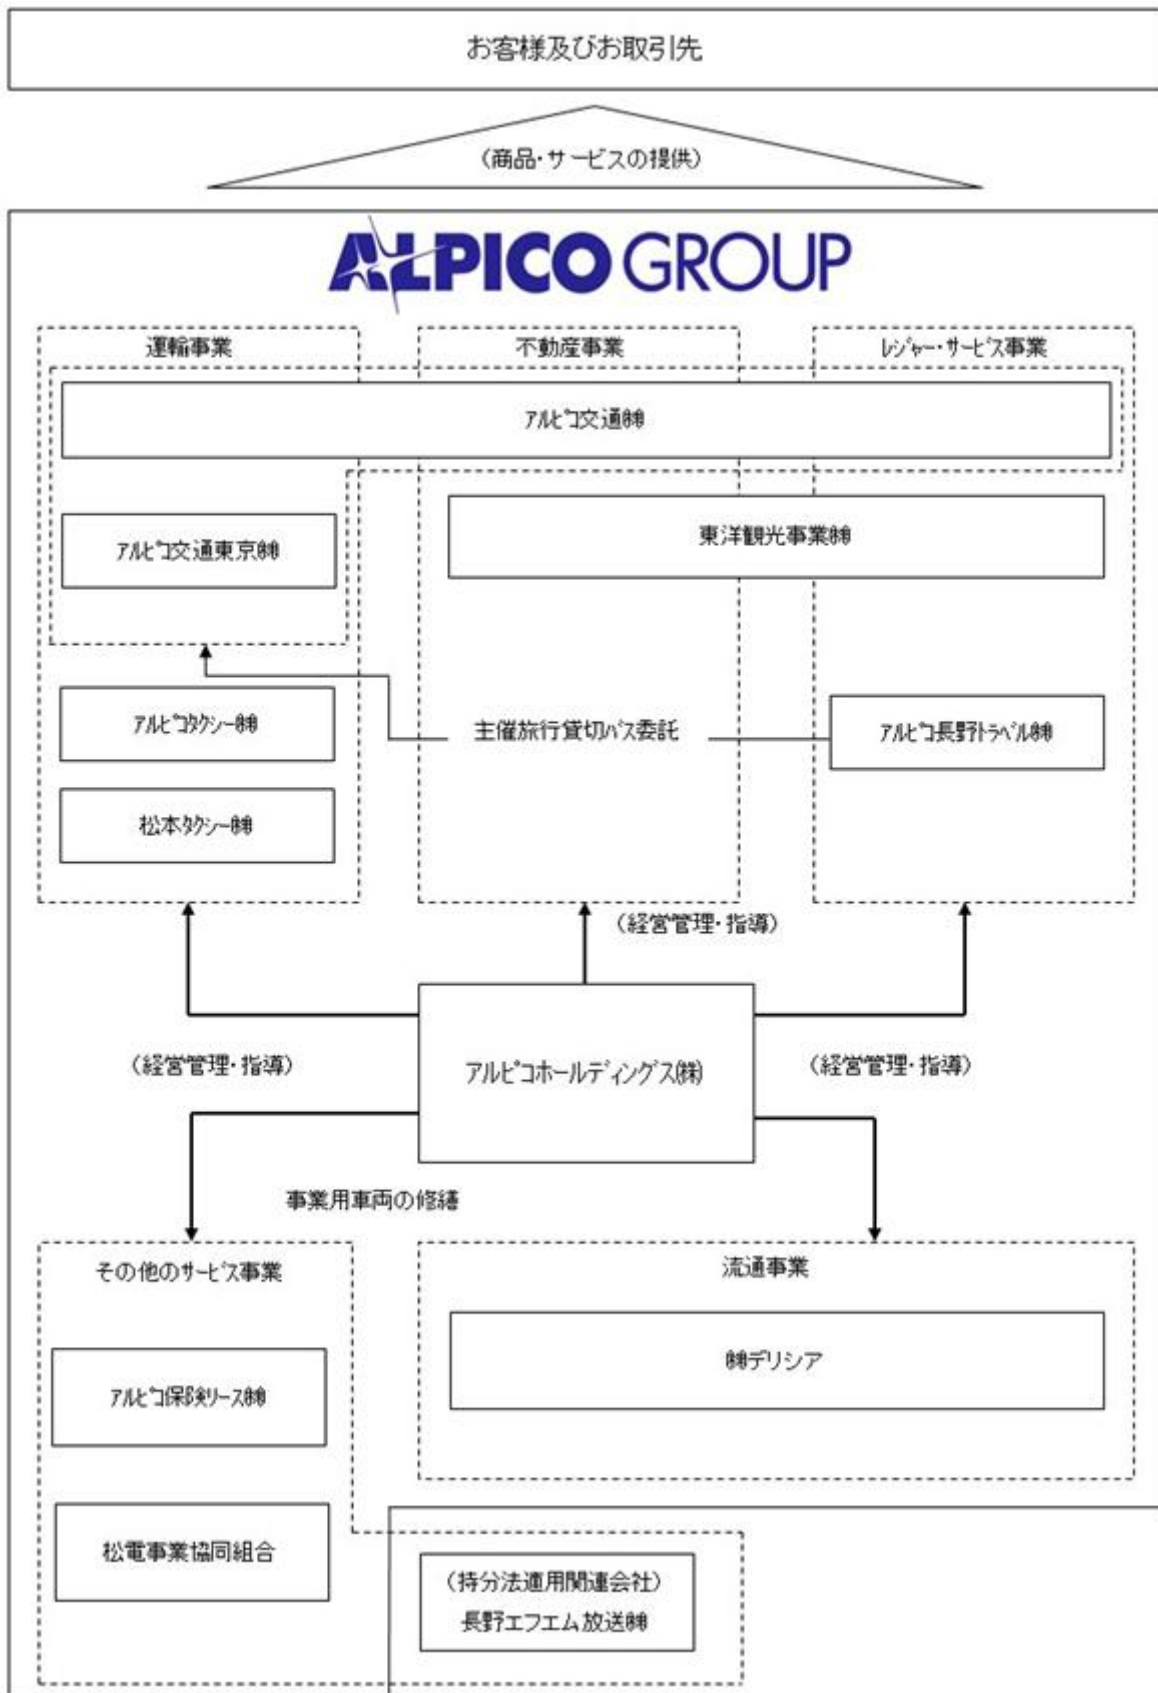 お客様及びお取引先
(商品・サービスの提供)
ALPICO GROUP
運輸事業
不動産事業
レジャー・サービス事業
アルピコ交通㈱
アルピコ交通東京㈱
東洋観光事業㈱
アルピコタクシー㈱
主催旅行貸切バス委託
アルピコ長野トラベル㈱
松本タクシー㈱
(経営管理・指導)
(経営管理・指導)
アルピコホールディングス㈱
(経営管理・指導)
事業用車両の修繕
その他のサービス事業
流通事業
アルピコ保険リース㈱
㈱デリシア
松電事業協同組合
(持分法適用関連会社)
長野エフエム放送㈱